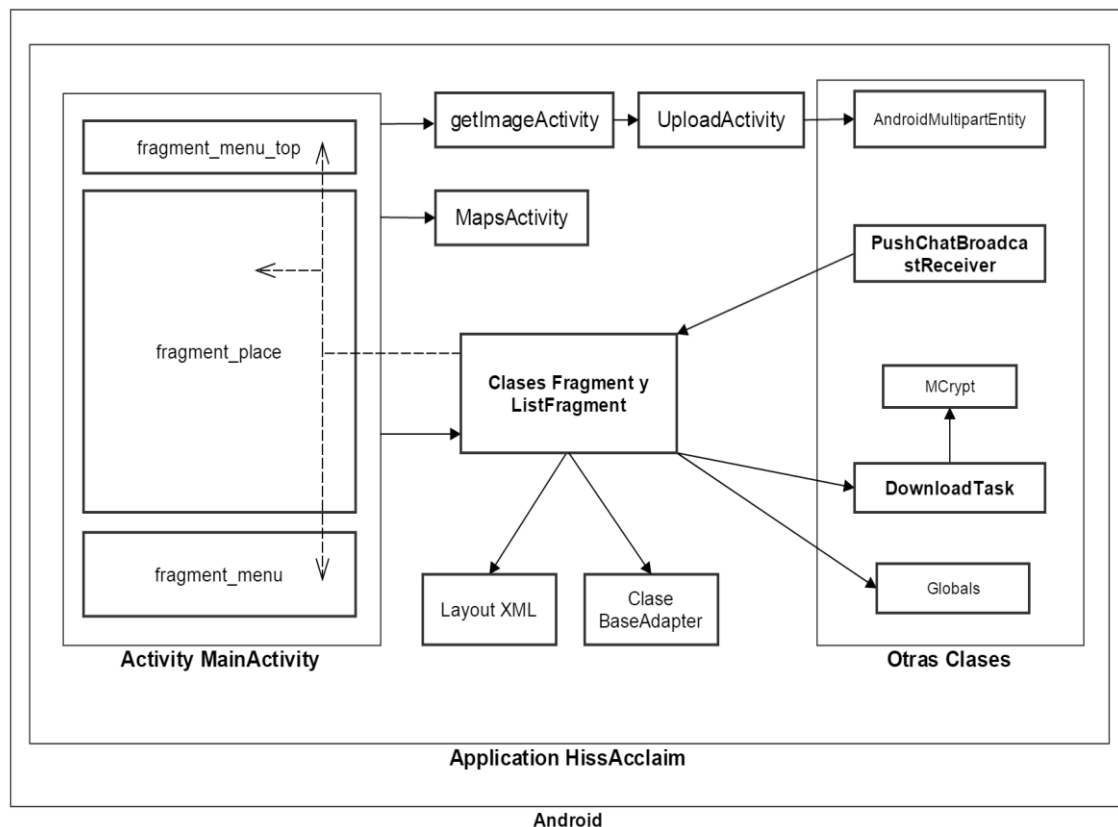 fragment_menu_top
fragment_place
fragment_menu
Activity MainActivity
getImageActivity
UploadActivity
MapsActivity
Clases Fragment y
ListFragment
Layout XML
Clase
BaseAdapter
AndroidMultipartEntity
PushChatBroadca
stReceiver
MCrypt
DownloadTask
Globals
Otras Clases
Application HissAcclaim
Android